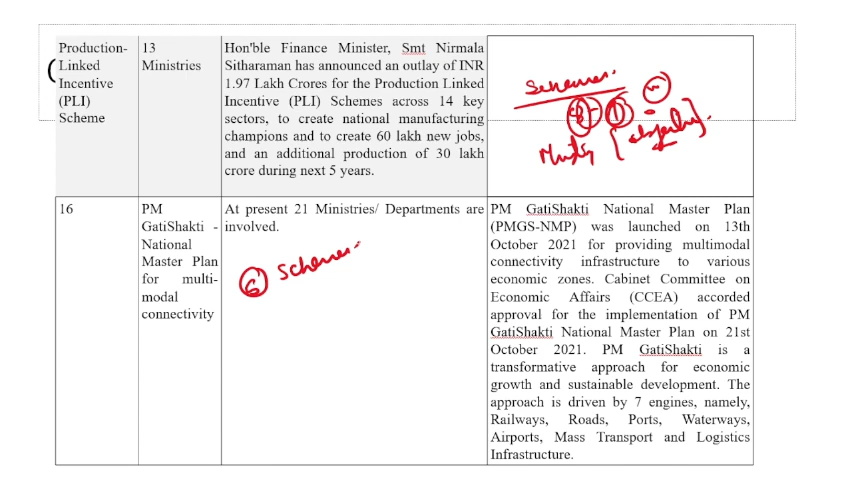 Production-
Linked
Incentive
(PLI)
Scheme
13
Ministries
Hon'ble Finance Minister, Smt Nirmala
Sitharaman has announced an outlay of INR
1.97 Lakh Crores for the Production Linked
Incentive (PLI) Schemes across 14 key
sectors, to create national manufacturing
champions and to create 60 lakh new jobs,
and an additional production of 30 lakh
crore during next 5 years.
Schemes.
16
PM
GatiShakti -
National
Master Plan
for multi-
modal
connectivity
At present 21 Ministries/ Departments are
involved.
6 Schemes.
PM GatiShakti National Master Plan
(PMGS-NMP) was launched on 13th
October 2021 for providing multimodal
connectivity infrastructure to various
economic zones. Cabinet Committee on
Economic Affairs (CCEA) accorded
approval for the implementation of PM
GatiShakti National Master Plan on 21st
October 2021. PM GatiShakti is a
transformative approach for economic
growth and sustainable development. The
approach is driven by 7 engines, namely,
Railways, Roads, Ports, Waterways,
Airports, Mass Transport and Logistics
Infrastructure.